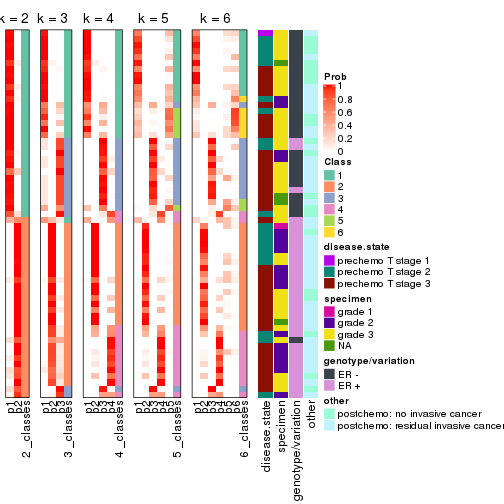 k = 2 k = 3 k = 4 k = 5 k = 6
Prob
1
0.8
0.6
0.4
0.2
0
Class
1
2
3
4
5
6
disease.state
prechemo T stage 1
prechemo T stage 2
prechemo T stage 3
specimen
grade 1
grade 2
grade 3
NA
genotype/variation
ER -
ER +
other
postchemo: no invasive cancer
postchemo: residual invasive cancer
p1 p2 2_classes p1 p2 p3 3_classes p1 p2 p3 p4 4_classes p1 p2 p3 p4 p5 5_classes p1 p2 p3 p4 p5 p6 6_classes disease.state specimen genotype/variation other